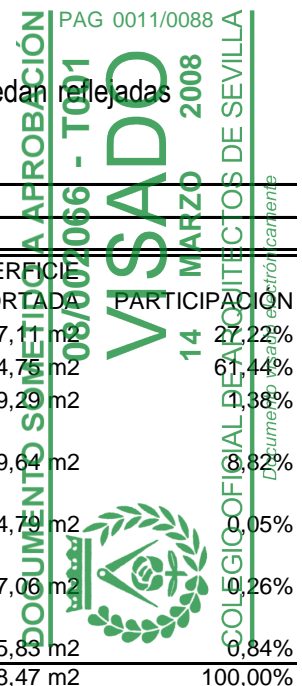 PAG 0011/0088
edan reflejadas
ERFICIE
ORTADA PARTICIPACIÓN
7,11 m2 27,22%
4,75 m2 61,44%
9,29 m2 1,38%
9,64 m2 8,82%
4,79 m2 0,05%
7,06 m2 0,26%
5,83 m2 0,84%
8.47 m2 100.00%
DOCUMENTO SOMETIDO A APROBACIÓN
08/002066 - T001
VISADO
14 MARZO 2008
COLEGIO OFICIAL DE ARQUITECTOS DE SEVILLA
Documento visado electrónicamente